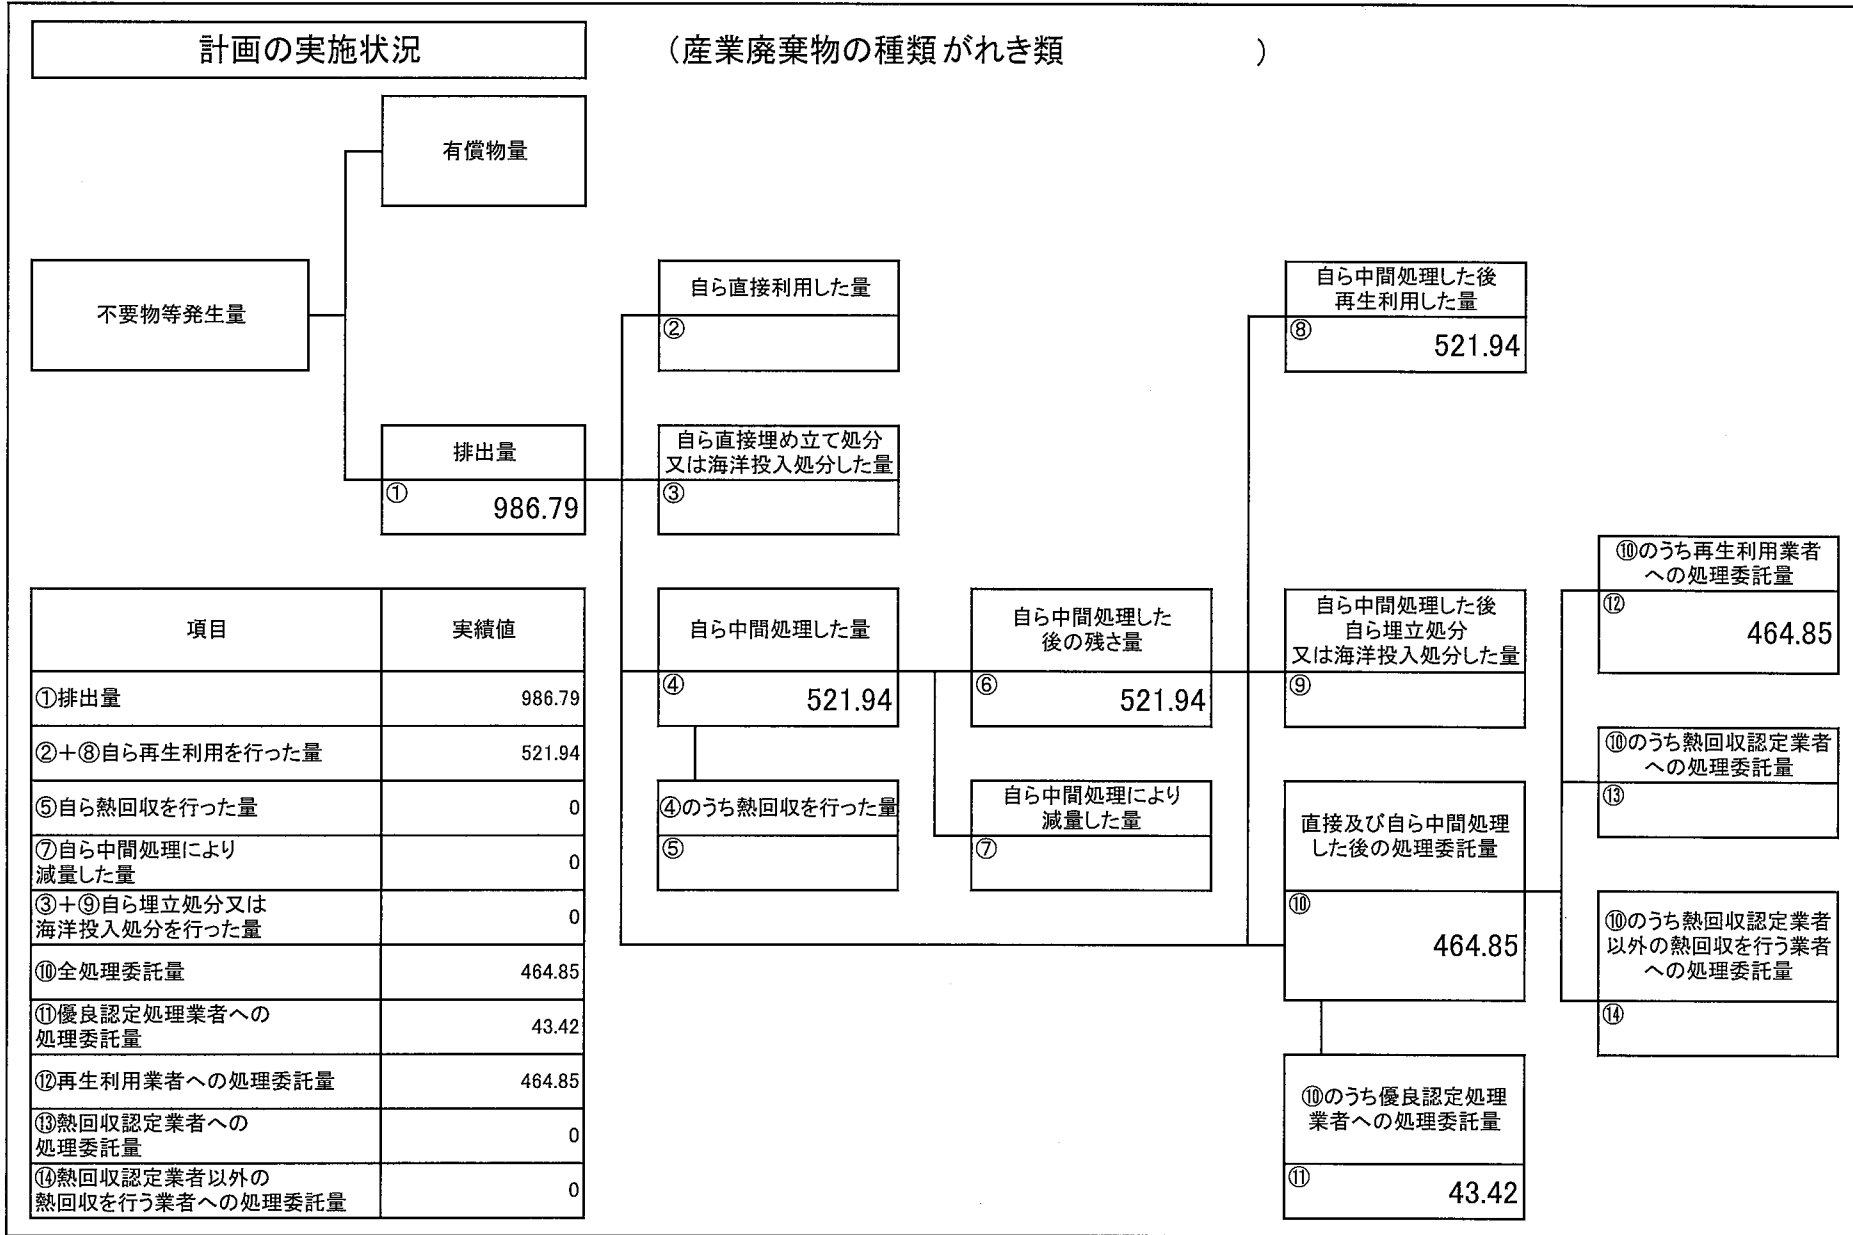 計画の実施状況
（産業廃棄物の種類 がれき類　　　　　　　）
有償物量
不要物等発生量
排出量
①
986.79
自ら直接利用した量
②
自ら直接埋め立て処分
又は海洋投入処分した量
③
自ら中間処理した量
④
521.94
④のうち熱回収を行った量
⑤
自ら中間処理した
後の残さ量
⑥
521.94
自ら中間処理により
減量した量
⑦
自ら中間処理した後
再生利用した量
⑧
521.94
自ら中間処理した後
自ら埋立処分
又は海洋投入処分した量
⑨
直接及び自ら中間処理
した後の処理委託量
⑩
464.85
⑩のうち優良認定処理
業者への処理委託量
⑪
43.42
⑩のうち再生利用業者
への処理委託量
⑫
464.85
⑩のうち熱回収認定業者
への処理委託量
⑬
⑩のうち熱回収認定業者
以外の熱回収を行う業者
への処理委託量
⑭
項目 実績値
①排出量 986.79
②＋⑧自ら再生利用を行った量 521.94
⑤自ら熱回収を行った量 0
⑦自ら中間処理により
減量した量 0
③＋⑨自ら埋立処分又は
海洋投入処分を行った量 0
⑩全処理委託量 464.85
⑪優良認定処理業者への
処理委託量 43.42
⑫再生利用業者への処理委託量 464.85
⑬熱回収認定業者への
処理委託量 0
⑭熱回収認定業者以外の
熱回収を行う業者への処理委託量 0